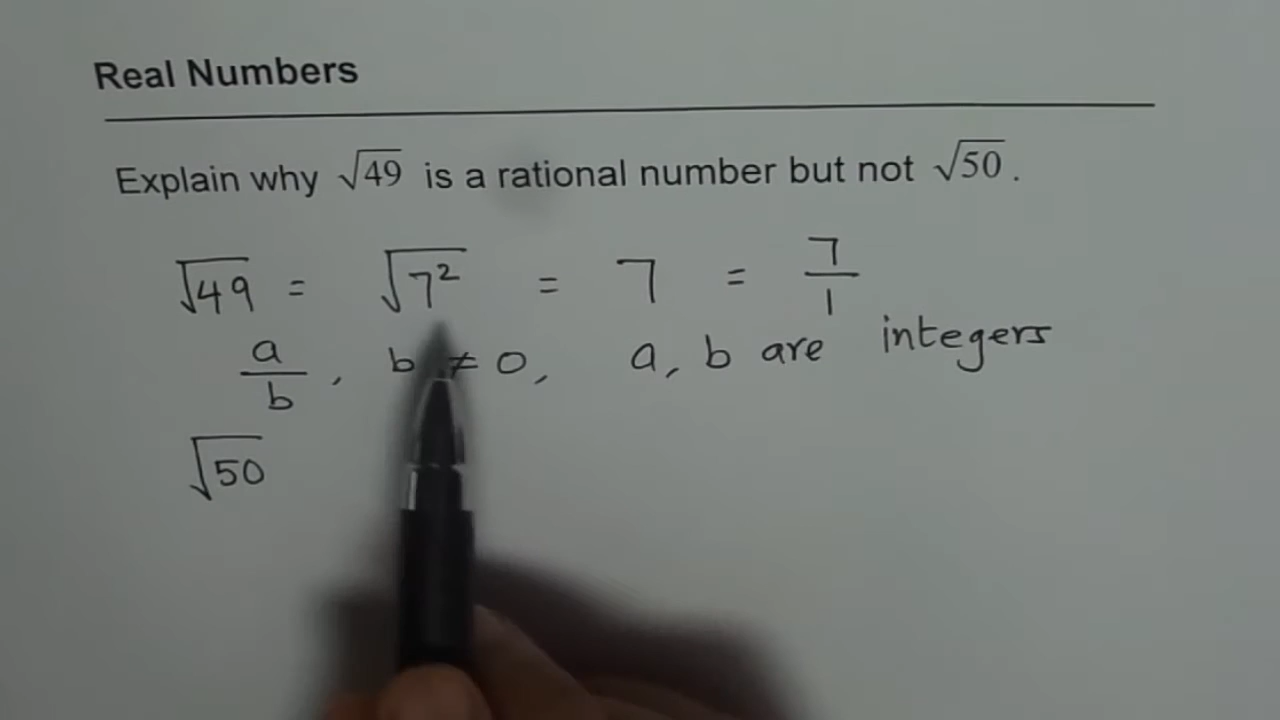 Real Numbers
Explain why √49 is a rational number but not √50.
√49 = √7² = 7 = 7/1
a/b, b ≠ 0, a, b are integers
√50